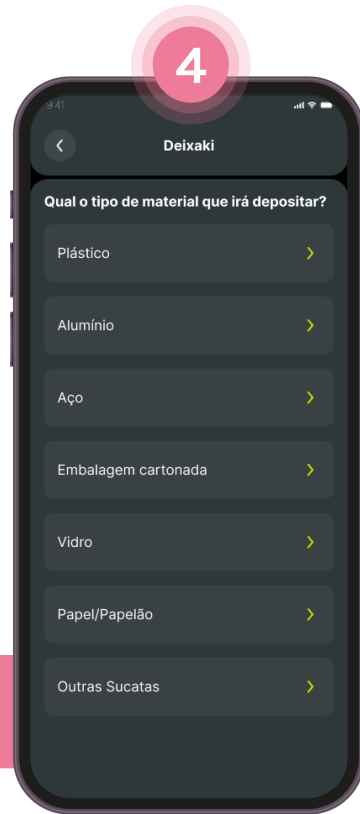 4
9:41
Deixaki
Qual o tipo de material que irá depositar?
Plástico
Alumínio
Aço
Embalagem cartonada
Vidro
Papel/Papelão
Outras Sucatas